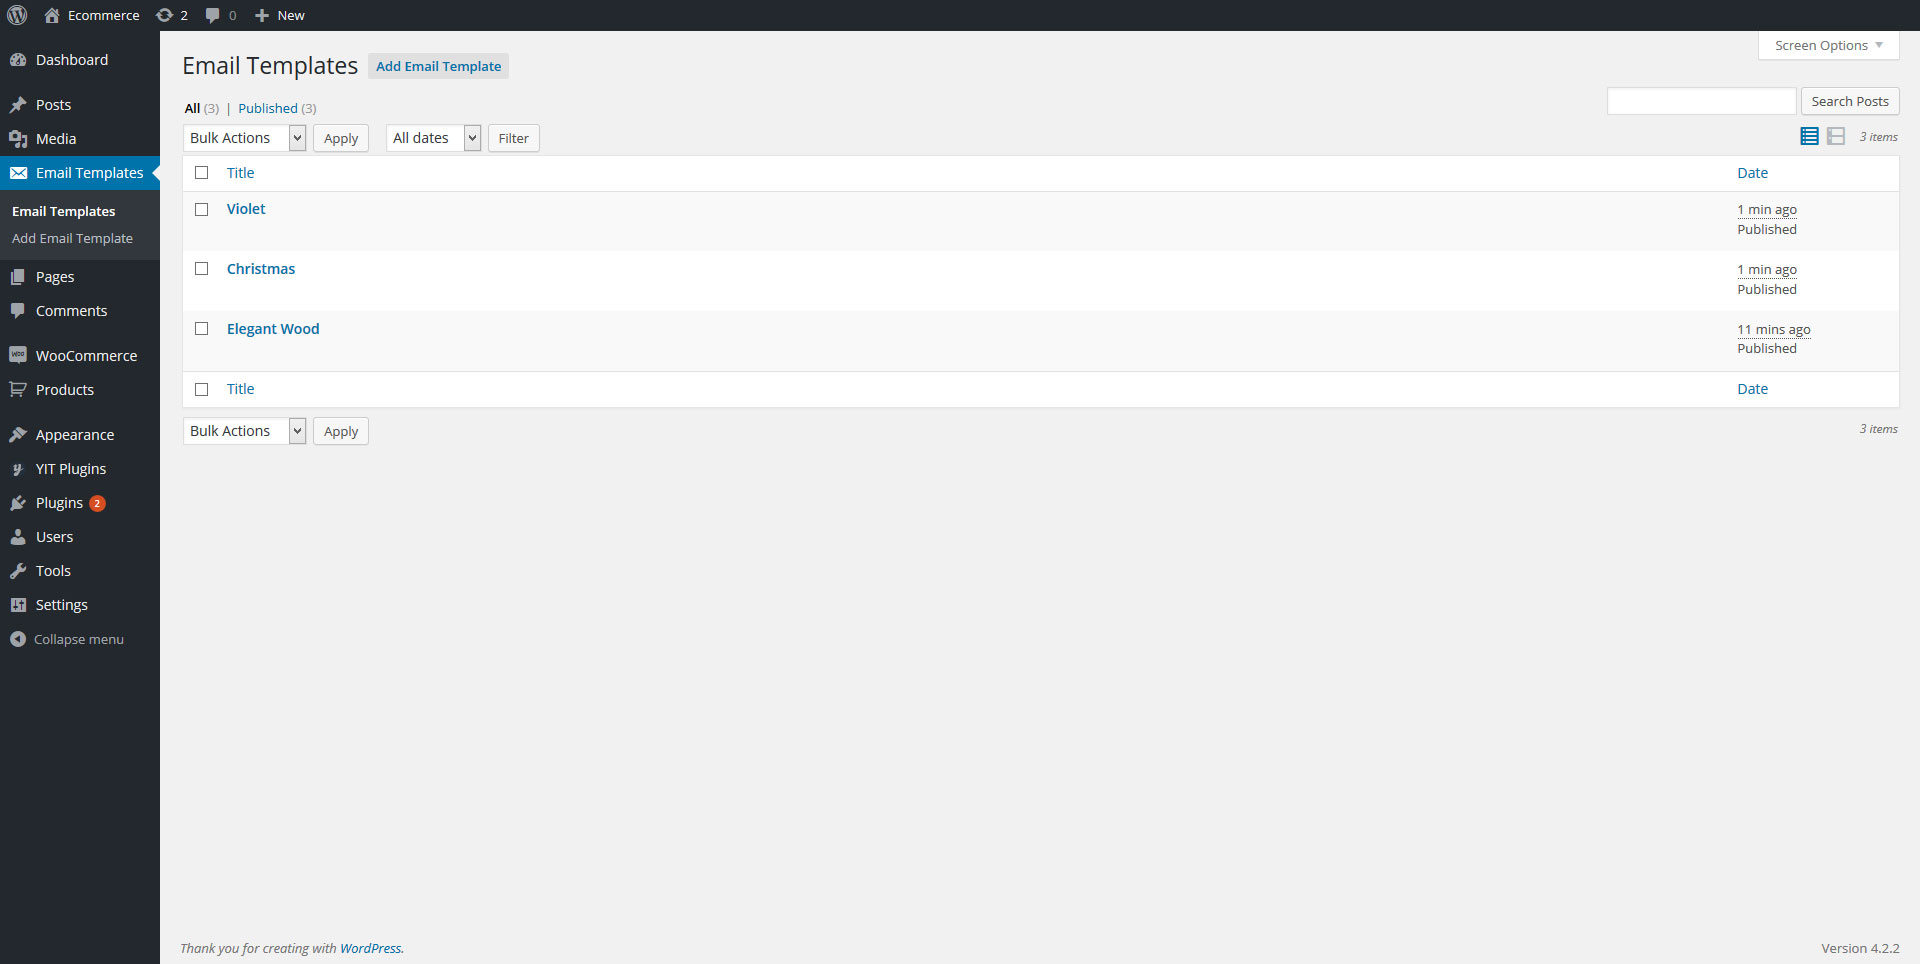 Ecommerce 2 0 New
Screen Options
Dashboard
Posts
Media
Email Templates
Email Templates
Add Email Template
Pages
Comments
Woo WooCommerce
Products
Appearance
YIT Plugins
Plugins 2
Users
Tools
Settings
Collapse menu
Email Templates Add Email Template
All (3) | Published (3)
Search Posts
Bulk Actions Apply All dates Filter 3 items
Title Date
Violet 1 min ago
Published
Christmas 1 min ago
Published
Elegant Wood 11 mins ago
Published
Title Date
Bulk Actions Apply 3 items
Thank you for creating with WordPress. Version 4.2.2